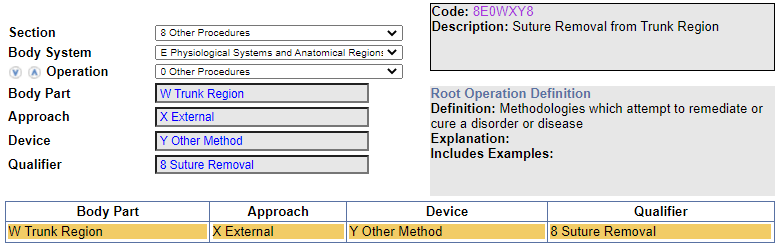 Section 8 Other Procedures
Body System E Physiological Systems and Anatomical Regions
Operation 0 Other Procedures
Body Part W Trunk Region
Approach X External
Device Y Other Method
Qualifier 8 Suture Removal
Code: 8E0WXY8
Description: Suture Removal from Trunk Region
Root Operation Definition
Definition: Methodologies which attempt to remediate or
cure a disorder or disease
Explanation:
Includes Examples:
Body Part Approach Device Qualifier
W Trunk Region X External Y Other Method 8 Suture Removal